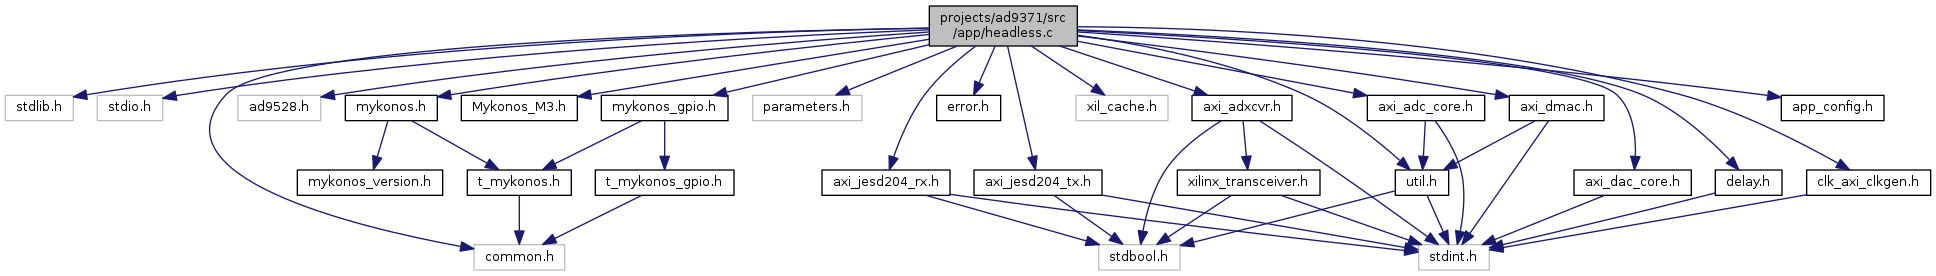 projects/ad9371/src
/app/headless.c
stdlib.h
stdio.h
ad9528.h
mykonos.h
Mykonos_M3.h
mykonos_gpio.h
parameters.h
error.h
xil_cache.h
axi_adxcvr.h
axi_adc_core.h
axi_dmac.h
app_config.h
mykonos_version.h
t_mykonos.h
t_mykonos_gpio.h
axi_jesd204_rx.h
axi_jesd204_tx.h
xilinx_transceiver.h
util.h
axi_dac_core.h
delay.h
clk_axi_clkgen.h
common.h
stdbool.h
stdint.h